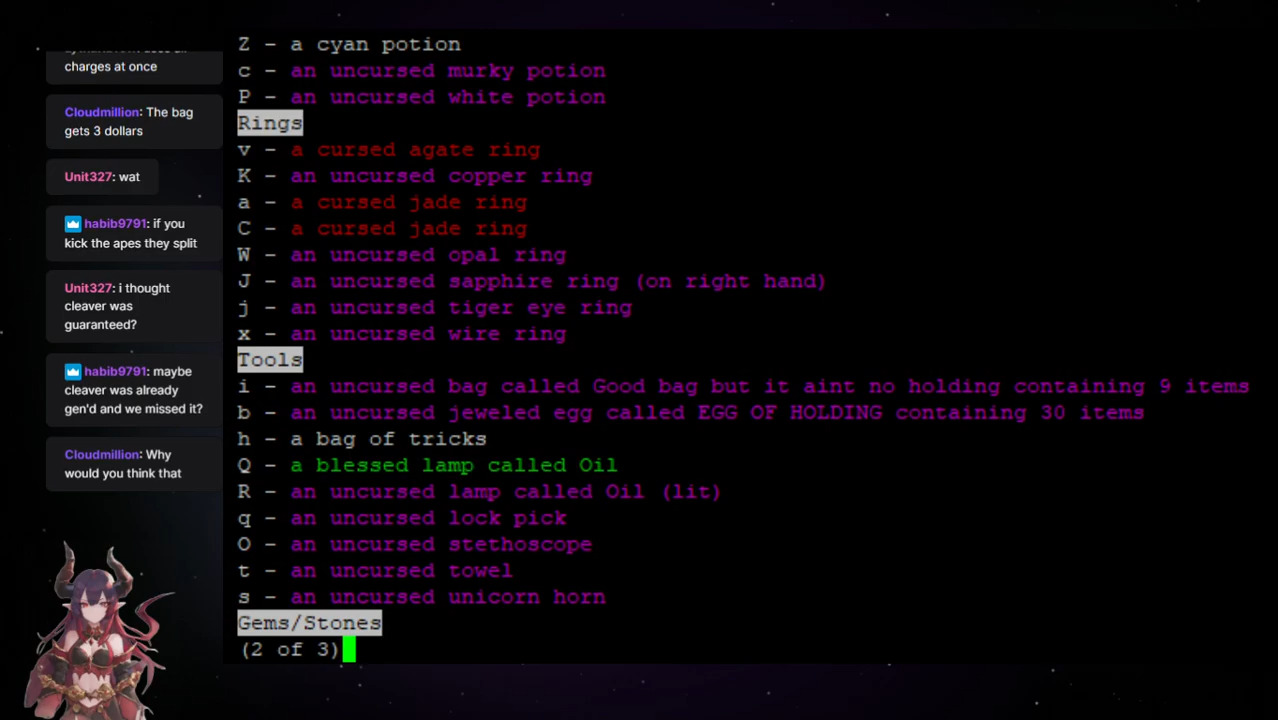 charges at once
Cloudmillion: The bag
gets 3 dollars
Unit327: wat
habib9791: if you
kick the apes they split
Unit327: i thought
cleaver was
guaranteed?
habib9791: maybe
cleaver was already
gen'd and we missed it?
Cloudmillion: Why
would you think that
Z - a cyan potion
c - an uncursed murky potion
P - an uncursed white potion
Rings
v - a cursed agate ring
K - an uncursed copper ring
a - a cursed jade ring
C - a cursed jade ring
W - an uncursed opal ring
J - an uncursed sapphire ring (on right hand)
j - an uncursed tiger eye ring
x - an uncursed wire ring
Tools
i - an uncursed bag called Good bag but it aint no holding containing 9 items
b - an uncursed jeweled egg called EGG OF HOLDING containing 30 items
h - a bag of tricks
Q - a blessed lamp called Oil
R - an uncursed lamp called Oil (lit)
q - an uncursed lock pick
O - an uncursed stethoscope
t - an uncursed towel
s - an uncursed unicorn horn
Gems/Stones
(2 of 3)